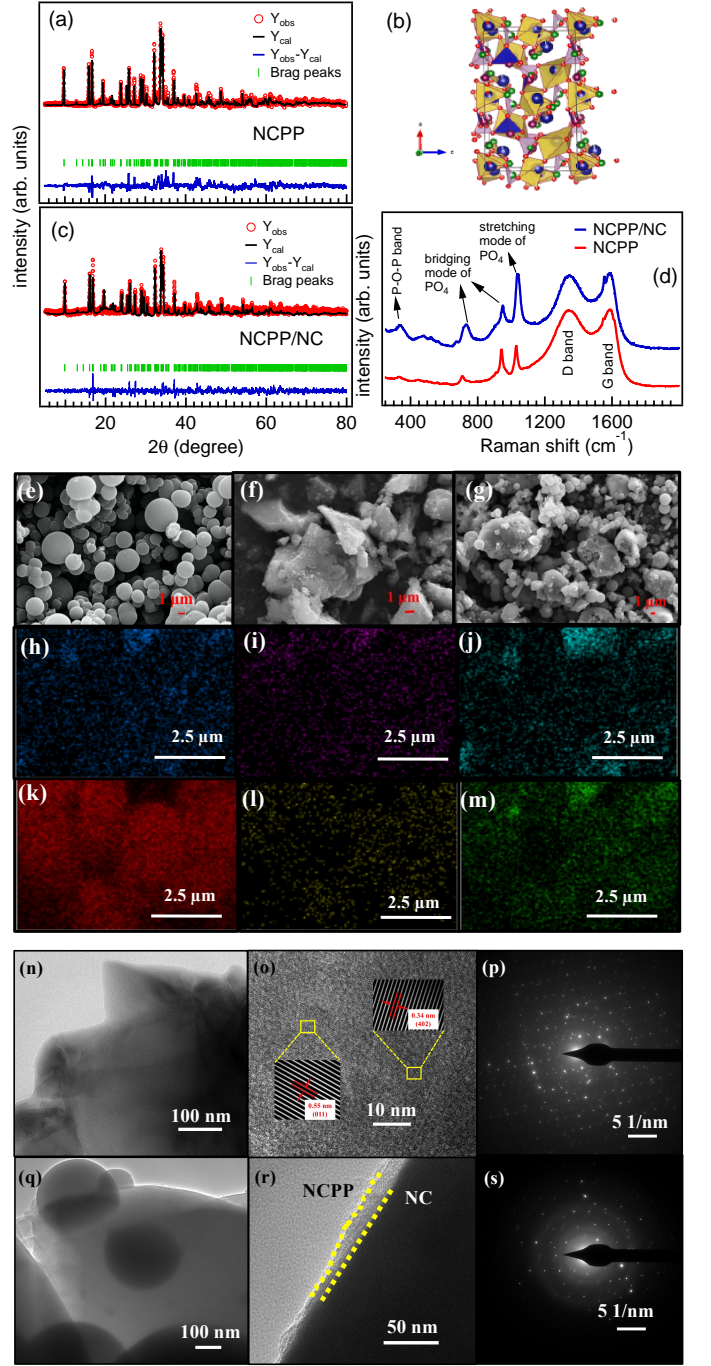 (a)
Y_obs
Y_cal
Y_obs-Y_cal
Brag peaks
NCPP
(b)
a
c
(c)
Y_obs
Y_cal
Y_obs-Y_cal
Brag peaks
NCPP/NC
intensity (arb. units)
20 40 60 80
2θ (degree)
(d)
NCPP/NC
NCPP
P-O-P band
bridging
mode of
PO4
stretching
mode of
PO4
D band
G band
intensity (arb. units)
400 800 1200 1600
Raman shift (cm-1)
(e)
1 μm
(f)
1 μm
(g)
1 μm
(h)
2.5 μm
(i)
2.5 μm
(j)
2.5 μm
(k)
2.5 μm
(l)
2.5 μm
(m)
2.5 μm
(n)
100 nm
(o)
0.34 nm
(402)
0.55 nm
(011)
10 nm
(p)
5 1/nm
(q)
100 nm
(r)
NCPP
NC
50 nm
(s)
5 1/nm